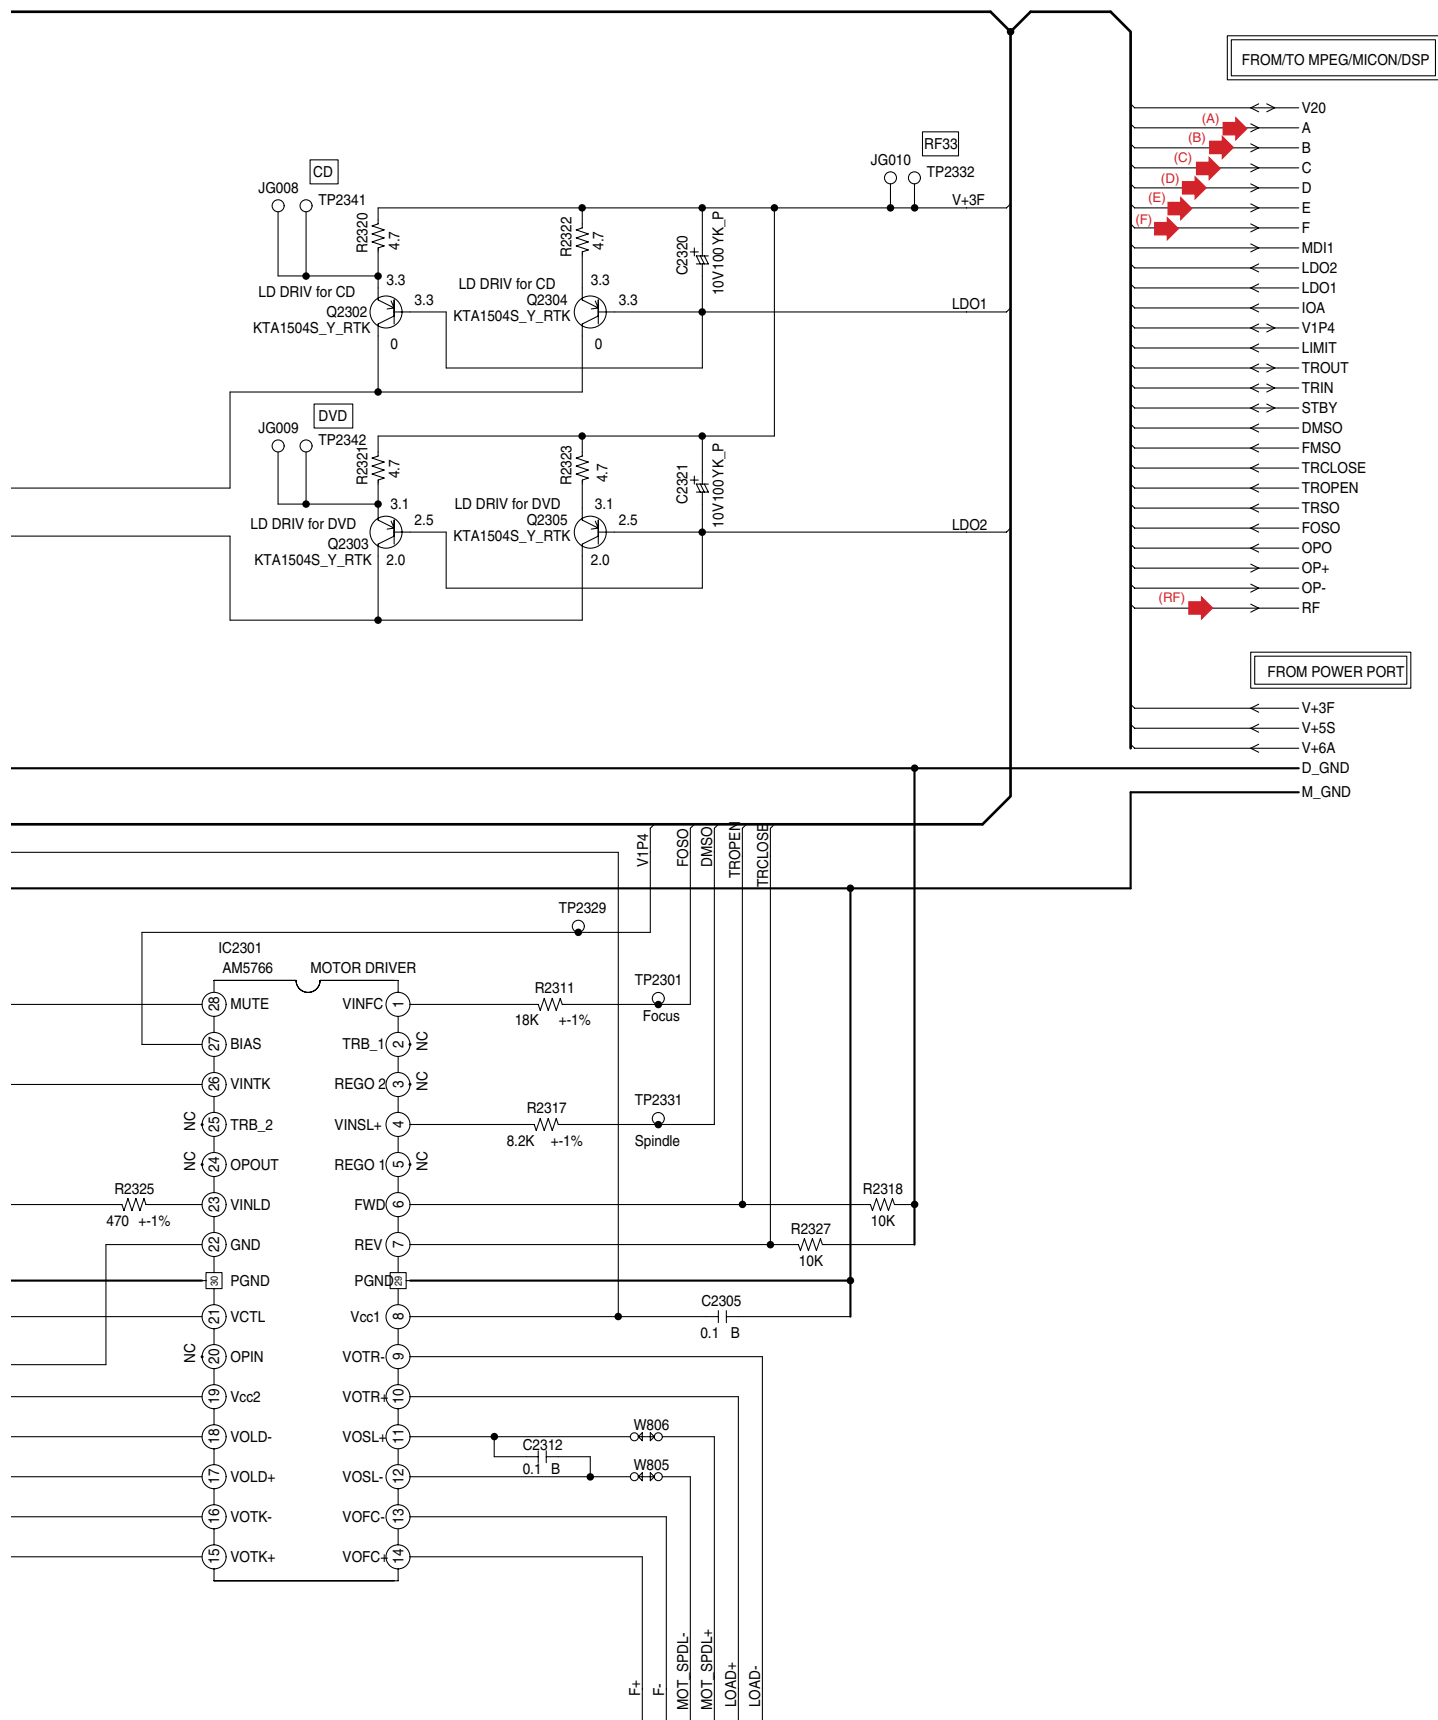 FROM/TO MPEG/MICON/DSP
V20
(A)
A
(B)
B
(C)
C
(D)
D
(E)
E
(F)
F
MDI1
LDO2
LDO1
IOA
V1P4
LIMIT
TROUT
TRIN
STBY
DMSO
FMSO
TRCLOSE
TROPEN
TRSO
FOSO
OPO
OP+
OP-
(RF)
RF
FROM POWER PORT
V+3F
V+5S
V+6A
D_GND
M_GND
RF33
JG010
TP2332
V+3F
CD
JG008
TP2341
R2320
4.7
R2322
4.7
C2320
+
10V100 YK_P
3.3
LD DRIV for CD
Q2302
3.3
KTA1504S_Y_RTK
0
LD DRIV for CD
3.3
Q2304
3.3
KTA1504S_Y_RTK
0
LDO1
DVD
JG009
TP2342
R2321
4.7
R2323
4.7
C2321
+
10V100YK_P
3.1
LD DRIV for DVD
2.5
Q2303
KTA1504S_Y_RTK
2.0
LD DRIV for DVD
3.1
Q2305
2.5
KTA1504S_Y_RTK
2.0
LDO2
V1P4
FOSO
DMSO
TROPEN
TRCLOSE
TP2329
IC2301
AM5766
MOTOR DRIVER
28
MUTE
VINFC
1
R2311
18K +-1%
TP2301
Focus
27
BIAS
TRB_1
2
NC
26
VINTK
REGO 2
3
NC
NC
25
TRB_2
VINSL+
4
R2317
8.2K +-1%
TP2331
Spindle
NC
24
OPOUT
REGO 1
5
NC
R2325
470 +-1%
23
VINLD
FWD
6
R2318
10K
22
GND
REV
7
R2327
10K
30
PGND
PGND
29
21
VCTL
Vcc1
8
C2305
0.1 B
NC
20
OPIN
VOTR-
9
19
Vcc2
VOTR+
10
18
VOLD-
VOSL+
11
W806
C2312
0.1 B
17
VOLD+
VOSL-
12
W805
16
VOTK-
VOFC-
13
15
VOTK+
VOFC+
14
F+
F-
MOT_SPDL-
MOT_SPDL+
LOAD+
LOAD-